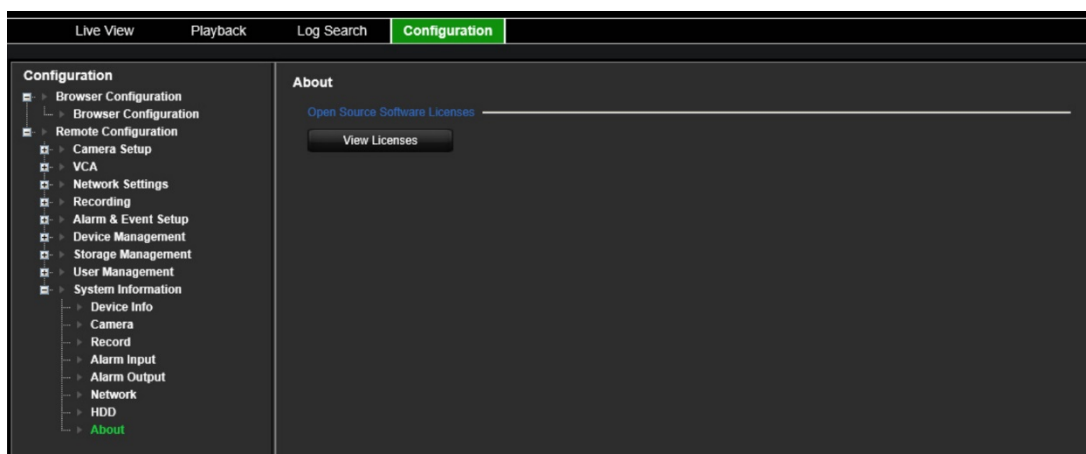 Live View Playback Log Search Configuration
Configuration
Browser Configuration
Browser Configuration
Remote Configuration
Camera Setup
VCA
Network Settings
Recording
Alarm & Event Setup
Device Management
Storage Management
User Management
System Information
Device Info
Camera
Record
Alarm Input
Alarm Output
Network
HDD
About
About
Open Source Software Licenses
View Licenses